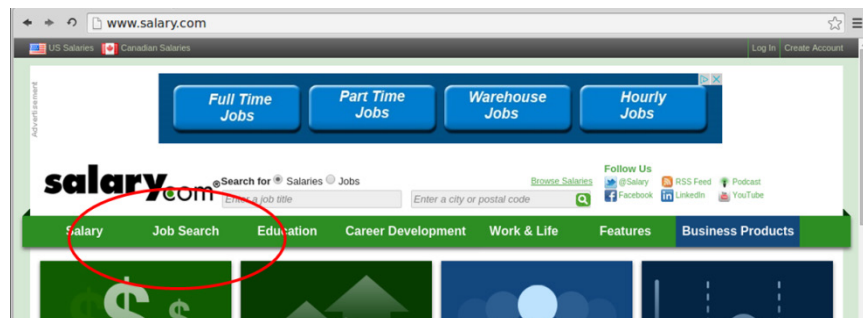 www.salary.com
US Salaries Canadian Salaries Log In Create Account
Advertisement
Full Time Jobs
Part Time Jobs
Warehouse Jobs
Hourly Jobs
salary.com®
Search for Salaries Jobs Browse Salaries
Enter a job title Enter a city or postal code
Follow Us
@Salary RSS Feed Podcast
Facebook LinkedIn YouTube
Salary Job Search Education Career Development Work & Life Features Business Products